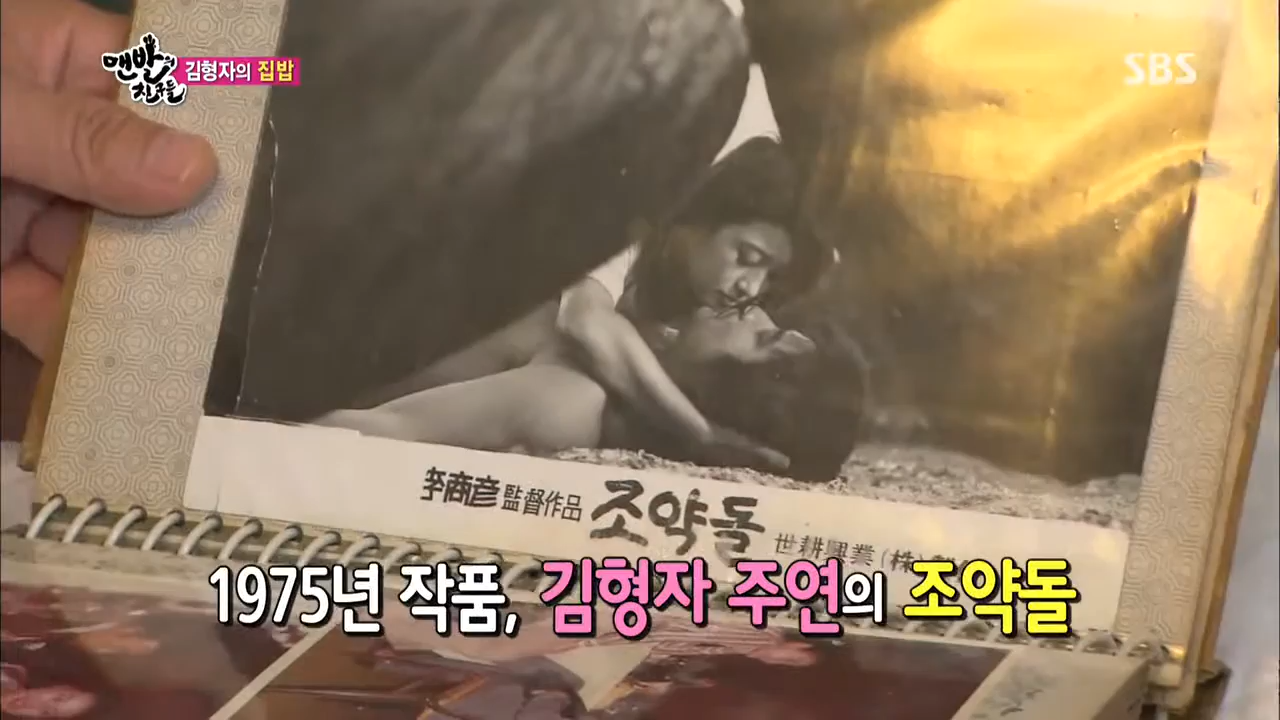 맨발의 친구들
김형자의 집밥
SBS
李商彦 監督作品 조약돌 世耕興業(株)
1975년 작품, 김형자 주연의 조약돌